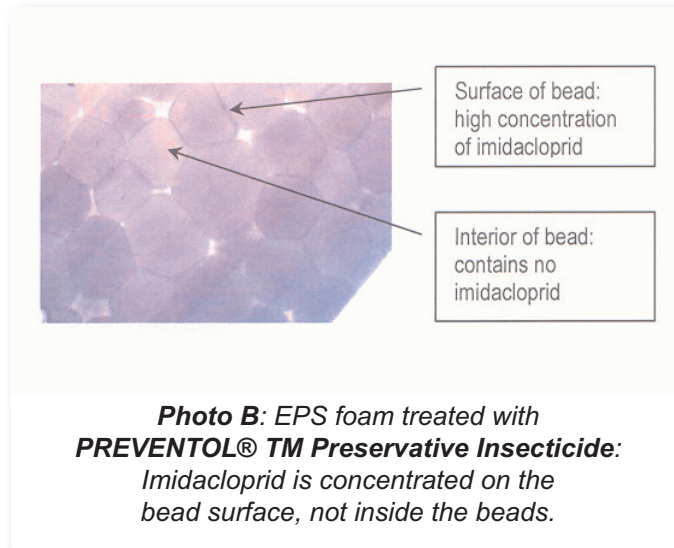 Surface of bead:
high concentration
of imidacloprid
Interior of bead:
contains no
imidacloprid
Photo B: EPS foam treated with
PREVENTOL® TM Preservative Insecticide:
Imidacloprid is concentrated on the
bead surface, not inside the beads.